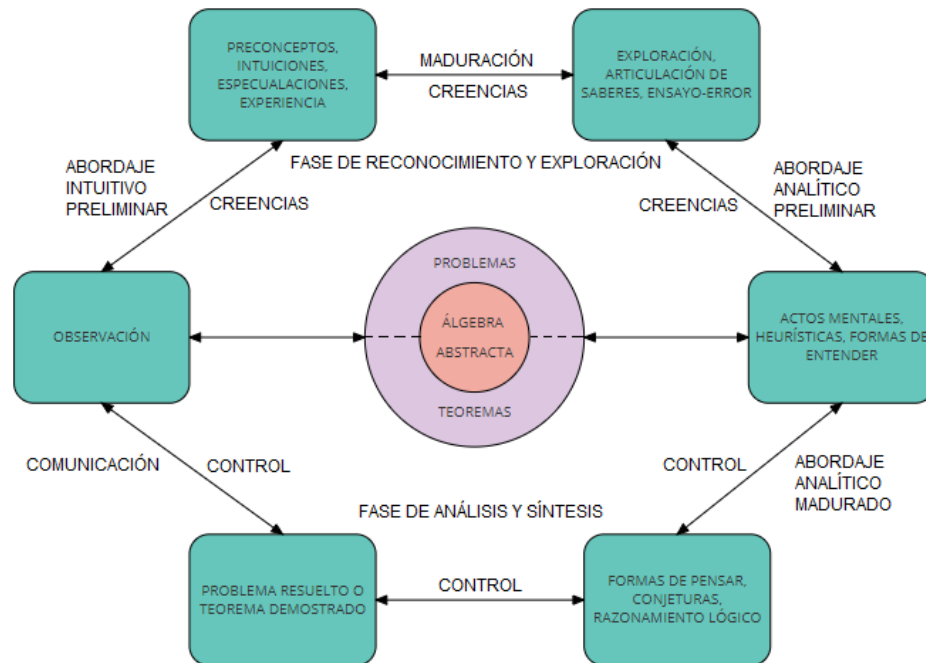 PRECONCEPTOS,
INTUICIONES,
ESPECUALACIONES,
EXPERIENCIA
MADURACIÓN
CREENCIAS
EXPLORACIÓN,
ARTICULACIÓN DE
SABERES, ENSAYO-ERROR
ABORDAJE
INTUITIVO
PRELIMINAR
CREENCIAS
FASE DE RECONOCIMIENTO Y EXPLORACIÓN
CREENCIAS
ABORDAJE
ANALÍTICO
PRELIMINAR
OBSERVACIÓN
PROBLEMAS
ÁLGEBRA
ABSTRACTA
TEOREMAS
ACTOS MENTALES,
HEURÍSTICAS, FORMAS DE
ENTENDER
COMUNICACIÓN
CONTROL
FASE DE ANÁLISIS Y SÍNTESIS
CONTROL
ABORDAJE
ANALÍTICO
MADURADO
PROBLEMA RESUELTO O
TEOREMA DEMOSTRADO
CONTROL
FORMAS DE PENSAR,
CONJETURAS,
RAZONAMIENTO LÓGICO